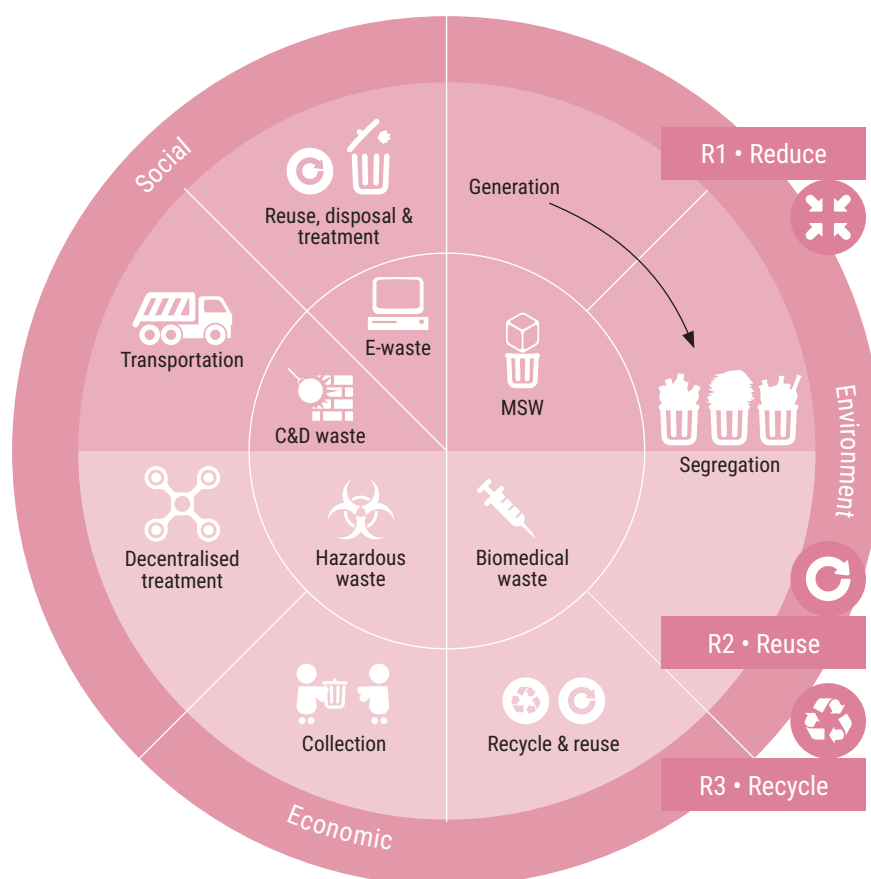 Social
Reuse, disposal &
treatment
Generation
R1 • Reduce
Transportation
E-waste
C&D waste
MSW
Segregation
Environment
Decentralised
treatment
Hazardous
waste
Biomedical
waste
R2 • Reuse
Collection
Recycle & reuse
R3 • Recycle
Economic